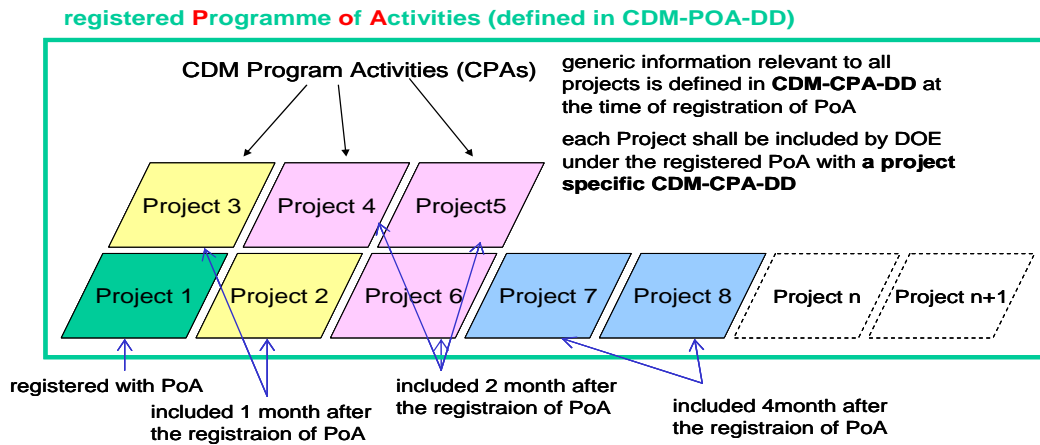 registered Programme of Activities (defined in CDM-POA-DD)
CDM Program Activities (CPAs)
generic information relevant to all
projects is defined in CDM-CPA-DD at
the time of registration of PoA
each Project shall be included by DOE
under the registered PoA with a project
specific CDM-CPA-DD
Project 3
Project 4
Project5
Project 1
Project 2
Project 6
Project 7
Project 8
Project n
Project n+1
registered with PoA
included 1 month after
the registraion of PoA
included 2 month after
the registraion of PoA
included 4month after
the registraion of PoA